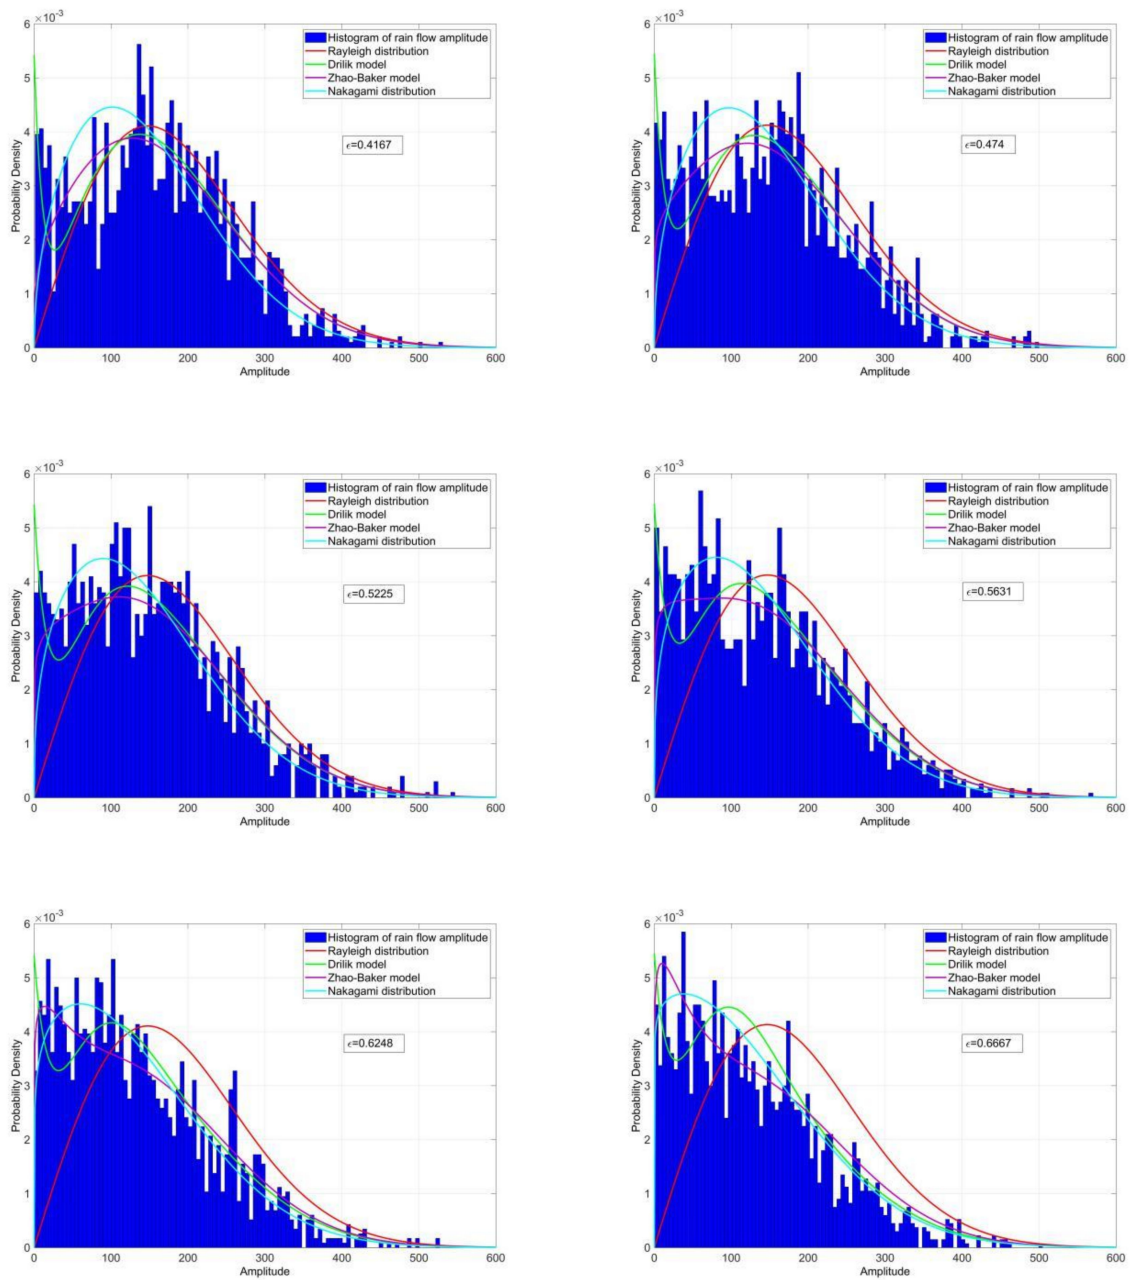 ×10-3
6
5
4
3
2
1
0
Probability Density
0 100 200 300 400 500 600
Amplitude
Histogram of rain flow amplitude
Rayleigh distribution
Drilik model
Zhao-Baker model
Nakagami distribution
ϵ=0.4167
×10-3
6
5
4
3
2
1
0
Probability Density
0 100 200 300 400 500 600
Amplitude
Histogram of rain flow amplitude
Rayleigh distribution
Drilik model
Zhao-Baker model
Nakagami distribution
ϵ=0.474
×10-3
6
5
4
3
2
1
0
Probability Density
0 100 200 300 400 500 600
Amplitude
Histogram of rain flow amplitude
Rayleigh distribution
Drilik model
Zhao-Baker model
Nakagami distribution
ϵ=0.5225
×10-3
6
5
4
3
2
1
0
Probability Density
0 100 200 300 400 500 600
Amplitude
Histogram of rain flow amplitude
Rayleigh distribution
Drilik model
Zhao-Baker model
Nakagami distribution
ϵ=0.5631
×10-3
6
5
4
3
2
1
0
Probability Density
0 100 200 300 400 500 600
Amplitude
Histogram of rain flow amplitude
Rayleigh distribution
Drilik model
Zhao-Baker model
Nakagami distribution
ϵ=0.6248
×10-3
6
5
4
3
2
1
0
Probability Density
0 100 200 300 400 500 600
Amplitude
Histogram of rain flow amplitude
Rayleigh distribution
Drilik model
Zhao-Baker model
Nakagami distribution
ϵ=0.6667